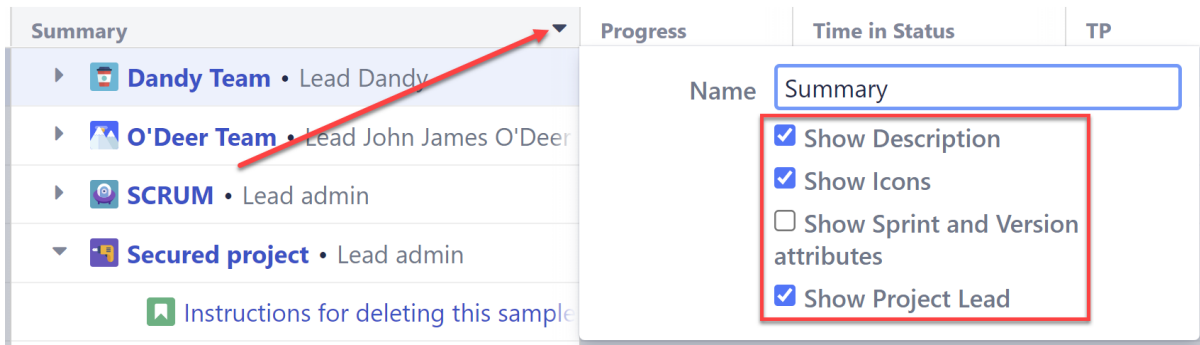 Summary Progress Time in Status TP
Dandy Team • Lead Dandy
O'Deer Team • Lead John James O'Deer
SCRUM • Lead admin
Secured project • Lead admin
Instructions for deleting this sample
Name Summary
Show Description
Show Icons
Show Sprint and Version
attributes
Show Project Lead